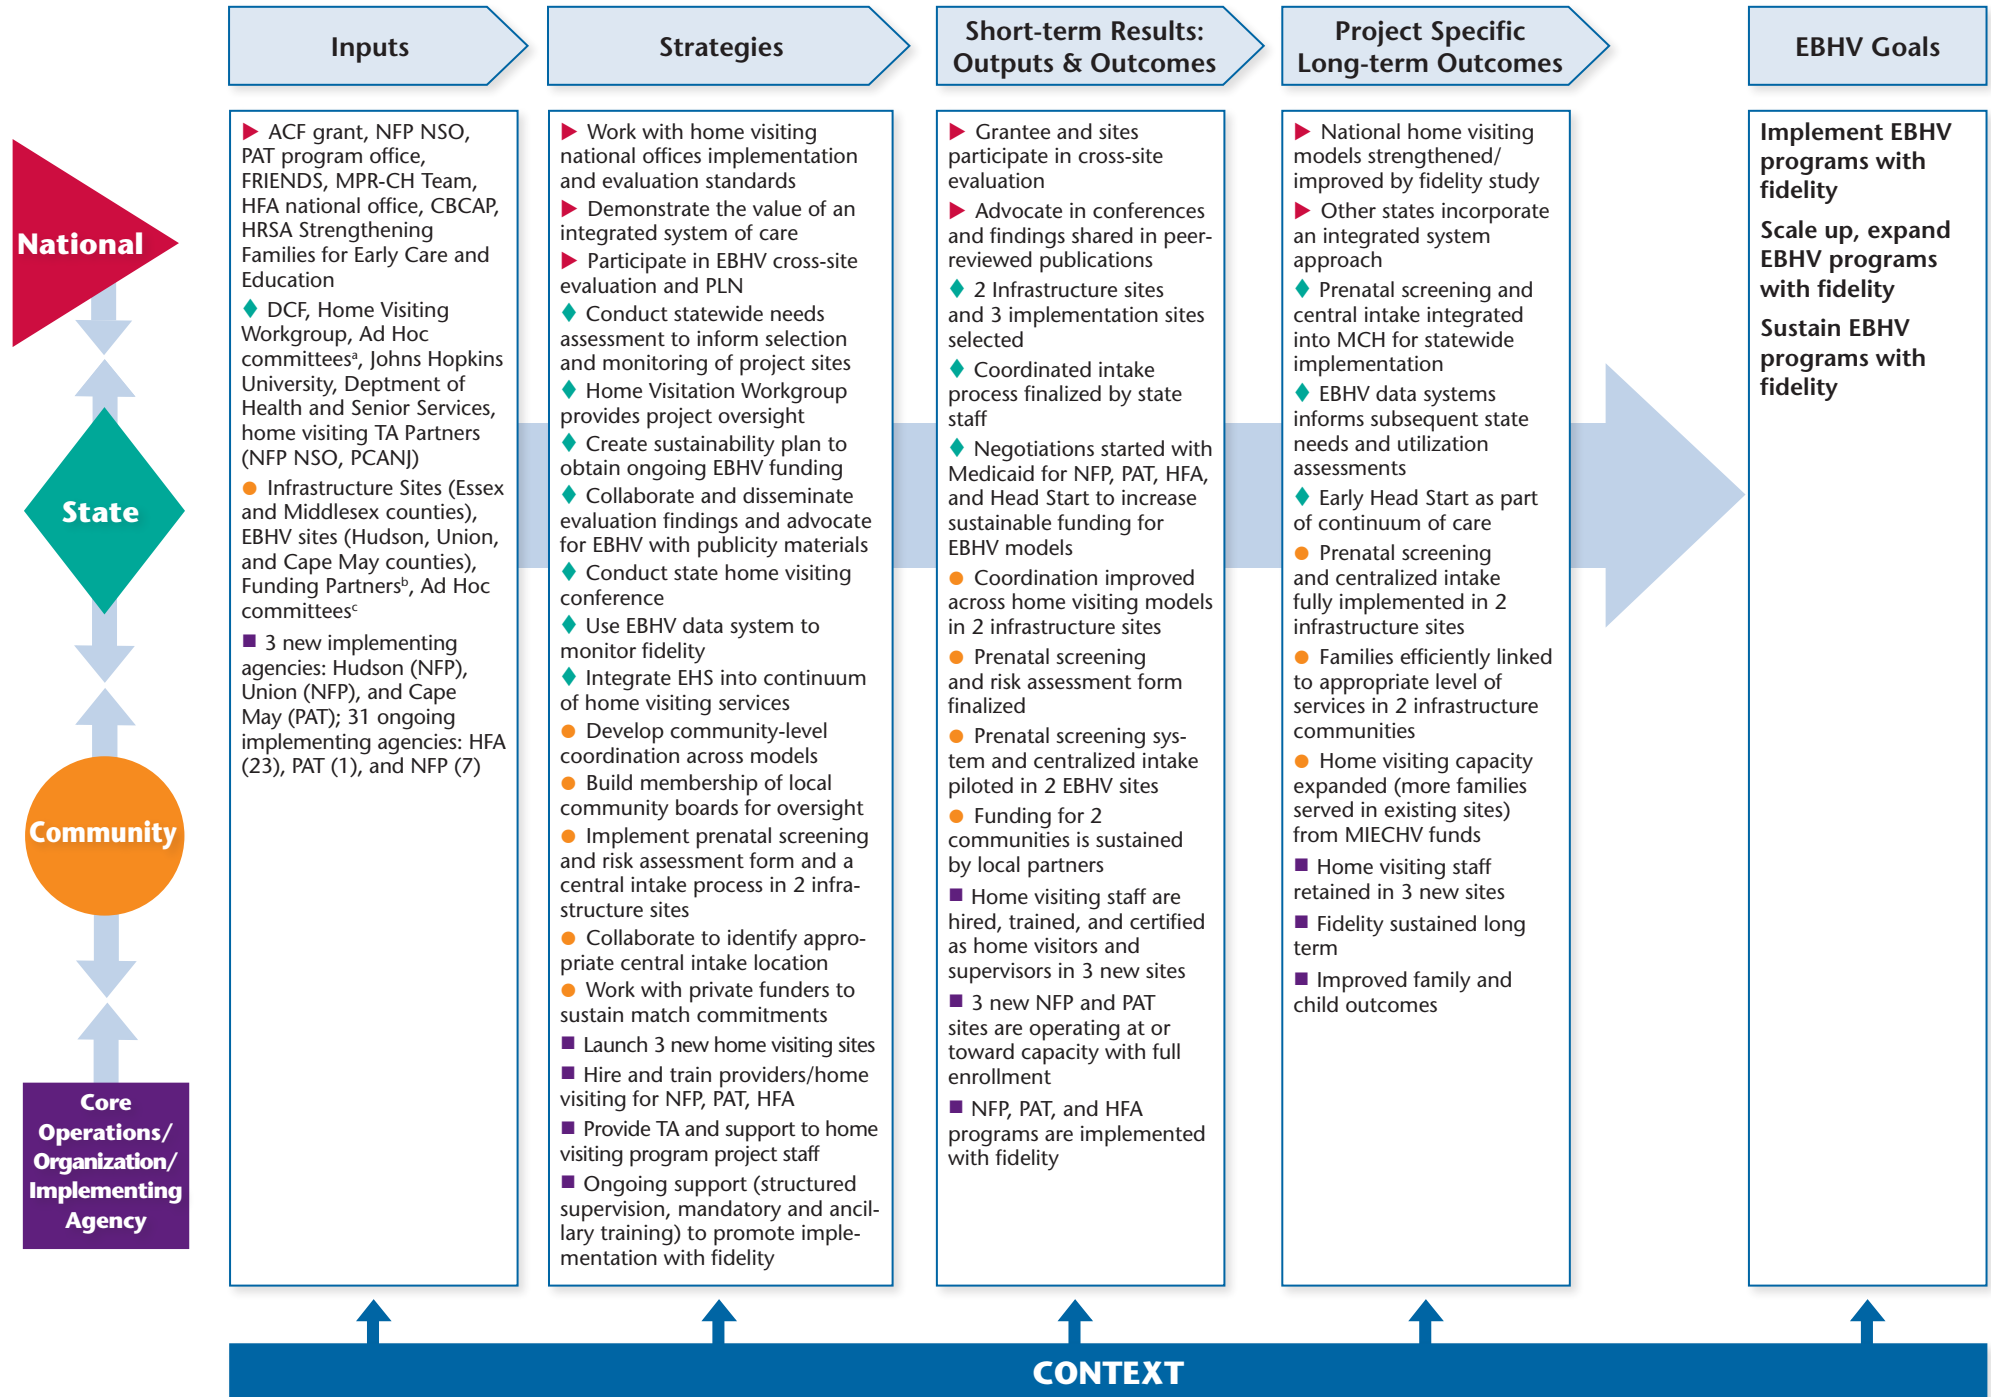 Inputs
Strategies
Short-term Results:
Outputs & Outcomes
Project Specific
Long-term Outcomes
EBHV Goals
National
State
Community
Core
Operations/
Organization/
Implementing
Agency
▶ ACF grant, NFP NSO,
PAT program office,
FRIENDS, MPR-CH Team,
HFA national office, CBCAP,
HRSA Strengthening
Families for Early Care and
Education
♦ DCF, Home Visiting
Workgroup, Ad Hoc
committeesᵃ, Johns Hopkins
University, Deptment of
Health and Senior Services,
home visiting TA Partners
(NFP NSO, PCANJ)
● Infrastructure Sites (Essex
and Middlesex counties),
EBHV sites (Hudson, Union,
and Cape May counties),
Funding Partnersᵇ, Ad Hoc
committeesᶜ
■ 3 new implementing
agencies: Hudson (NFP),
Union (NFP), and Cape
May (PAT); 31 ongoing
implementing agencies: HFA
(23), PAT (1), and NFP (7)
▶ Work with home visiting
national offices implementation
and evaluation standards
▶ Demonstrate the value of an
integrated system of care
▶ Participate in EBHV cross-site
evaluation and PLN
♦ Conduct statewide needs
assessment to inform selection
and monitoring of project sites
♦ Home Visitation Workgroup
provides project oversight
♦ Create sustainability plan to
obtain ongoing EBHV funding
♦ Collaborate and disseminate
evaluation findings and advocate
for EBHV with publicity materials
♦ Conduct state home visiting
conference
♦ Use EBHV data system to
monitor fidelity
♦ Integrate EHS into continuum
of home visiting services
● Develop community-level
coordination across models
● Build membership of local
community boards for oversight
● Implement prenatal screening
and risk assessment form and a
central intake process in 2 infra-
structure sites
● Collaborate to identify appro-
priate central intake location
● Work with private funders to
sustain match commitments
■ Launch 3 new home visiting sites
■ Hire and train providers/home
visiting for NFP, PAT, HFA
■ Provide TA and support to home
visiting program project staff
■ Ongoing support (structured
supervision, mandatory and ancil-
lary training) to promote imple-
mentation with fidelity
▶ Grantee and sites
participate in cross-site
evaluation
▶ Advocate in conferences
and findings shared in peer-
reviewed publications
♦ 2 Infrastructure sites
and 3 implementation sites
selected
♦ Coordinated intake
process finalized by state
staff
♦ Negotiations started with
Medicaid for NFP, PAT, HFA,
and Head Start to increase
sustainable funding for
EBHV models
● Coordination improved
across home visiting models
in 2 infrastructure sites
● Prenatal screening
and risk assessment form
finalized
● Prenatal screening sys-
tem and centralized intake
piloted in 2 EBHV sites
● Funding for 2
communities is sustained
by local partners
■ Home visiting staff are
hired, trained, and certified
as home visitors and
supervisors in 3 new sites
■ 3 new NFP and PAT
sites are operating at or
toward capacity with full
enrollment
■ NFP, PAT, and HFA
programs are implemented
with fidelity
▶ National home visiting
models strengthened/
improved by fidelity study
▶ Other states incorporate
an integrated system
approach
♦ Prenatal screening and
central intake integrated
into MCH for statewide
implementation
♦ EBHV data systems
informs subsequent state
needs and utilization
assessments
♦ Early Head Start as part
of continuum of care
● Prenatal screening
and centralized intake
fully implemented in 2
infrastructure sites
● Families efficiently linked
to appropriate level of
services in 2 infrastructure
communities
● Home visiting capacity
expanded (more families
served in existing sites)
from MIECHV funds
■ Home visiting staff
retained in 3 new sites
■ Fidelity sustained long
term
■ Improved family and
child outcomes
Implement EBHV
programs with
fidelity
Scale up, expand
EBHV programs
with fidelity
Sustain EBHV
programs with
fidelity
CONTEXT